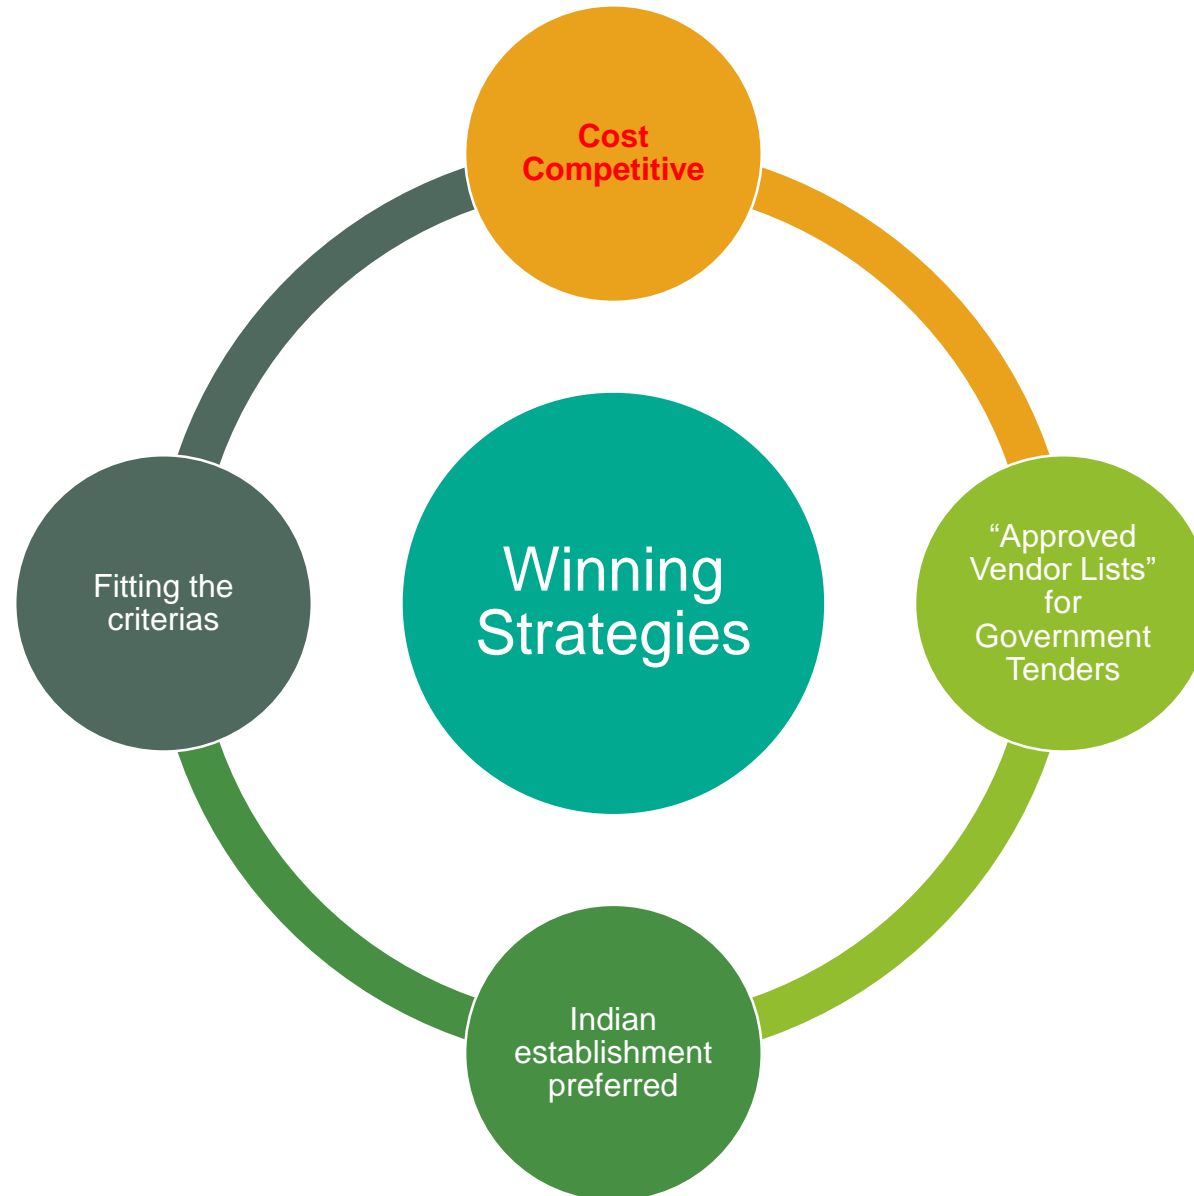 Cost
Competitive
Winning
Strategies
“Approved
Vendor Lists”
for
Government
Tenders
Fitting the
criterias
Indian
establishment
preferred